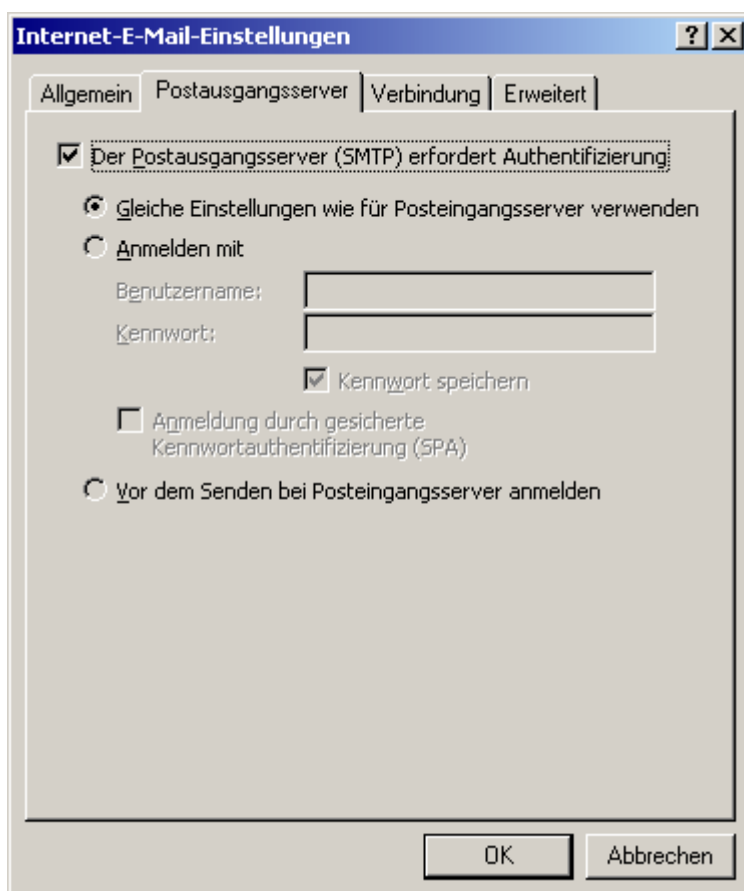 Internet-E-Mail-Einstellungen
Allgemein Postausgangsserver Verbindung Erweitert
Der Postausgangsserver (SMTP) erfordert Authentifizierung
Gleiche Einstellungen wie für Posteingangsserver verwenden
Anmelden mit
Benutzername:
Kennwort:
Kennwort speichern
Anmeldung durch gesicherte
Kennwortauthentifizierung (SPA)
Vor dem Senden bei Posteingangsserver anmelden
OK Abbrechen